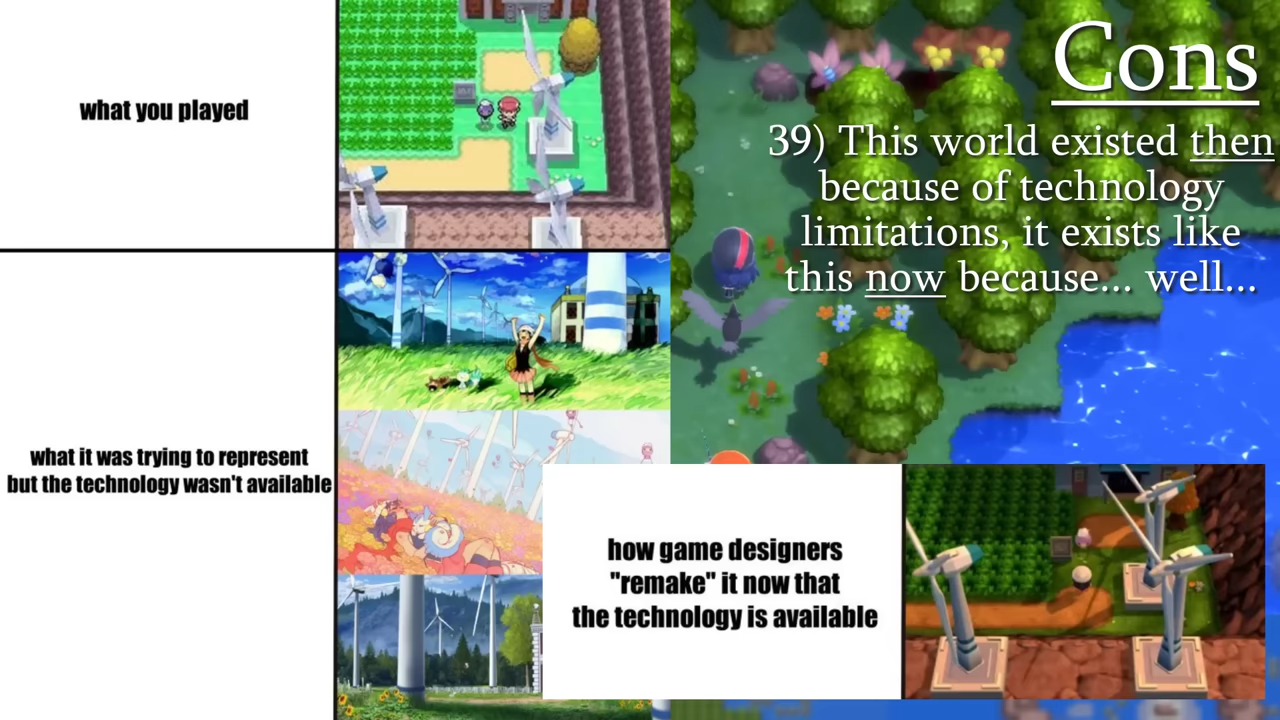 what you played
what it was trying to represent
but the technology wasn't available
Cons
39) This world existed then
because of technology
limitations, it exists like
this now because... well...
how game designers
"remake" it now that
the technology is available